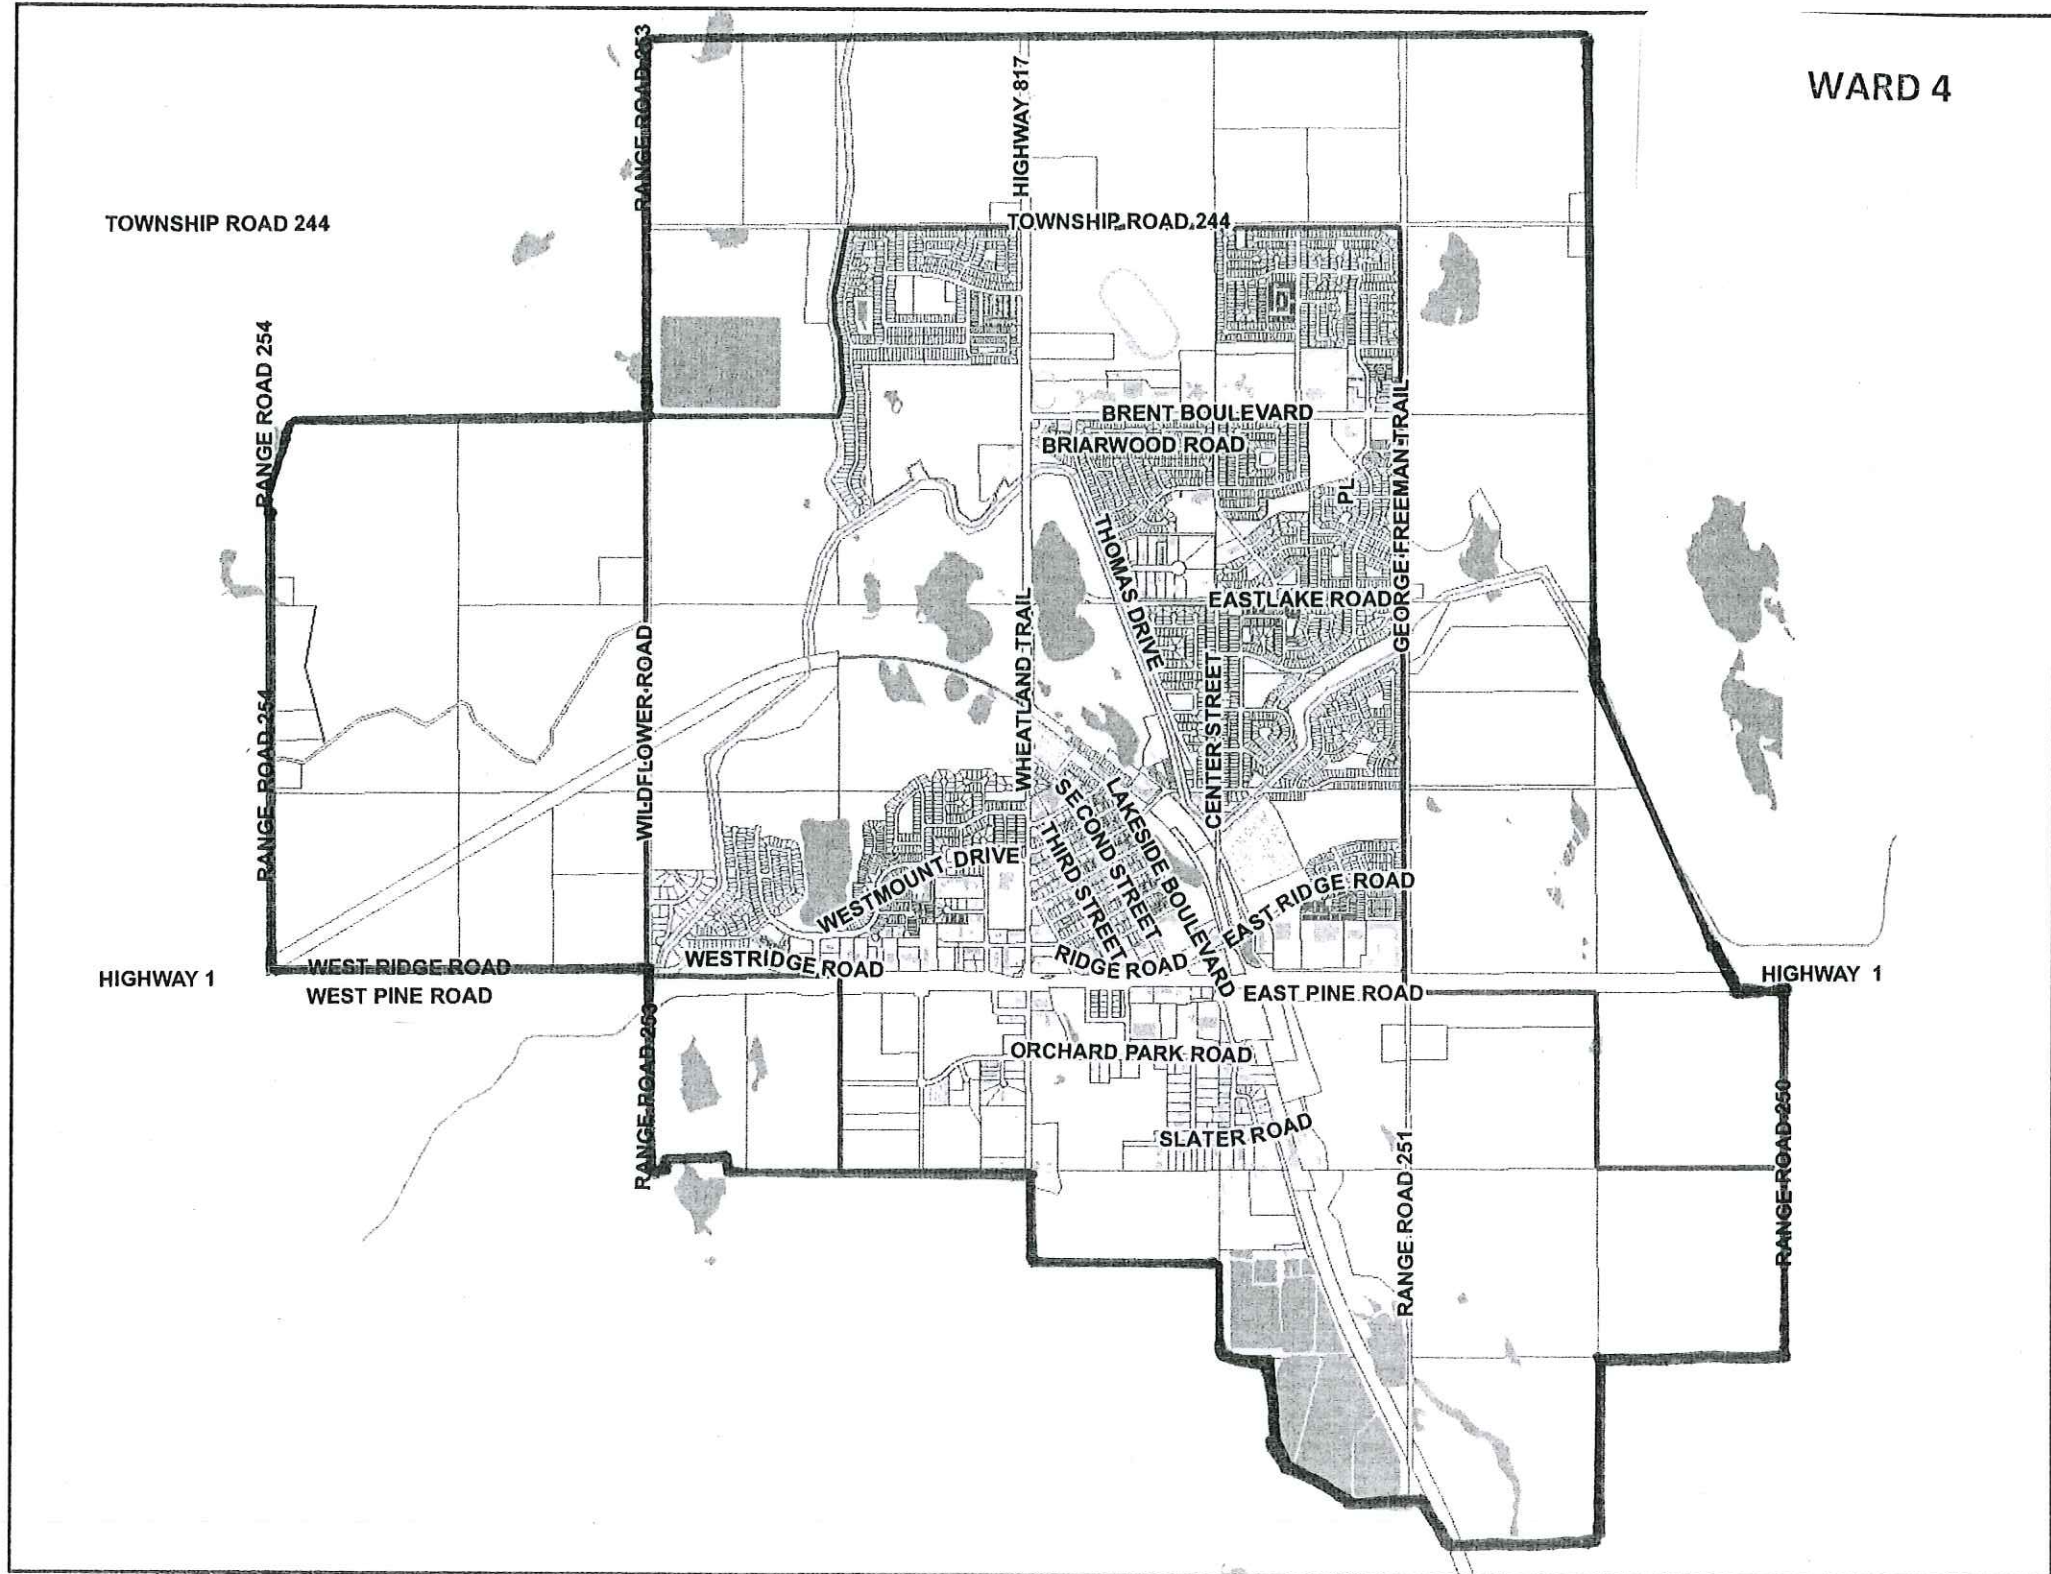 WARD 4
RANGE ROAD 253
HIGHWAY 817
TOWNSHIP ROAD 244
TOWNSHIP ROAD 244
RANGE ROAD 254
BRENT BOULEVARD
BRIARWOOD ROAD
GEORGE FREEMAN TRAIL
PL
THOMAS DRIVE
EASTLAKE ROAD
WHEATLAND TRAIL
WILDFLOWER ROAD
CENTER STREET
RANGE ROAD 254
LAKESIDE BOULEVARD
SECOND STREET
THIRD STREET
WESTMOUNT DRIVE
EAST RIDGE ROAD
WESTRIDGE ROAD
RIDGE ROAD
HIGHWAY 1
WEST RIDGE ROAD
WEST PINE ROAD
EAST PINE ROAD
HIGHWAY 1
RANGE ROAD 253
ORCHARD PARK ROAD
SLATER ROAD
RANGE ROAD 251
RANGE ROAD 250